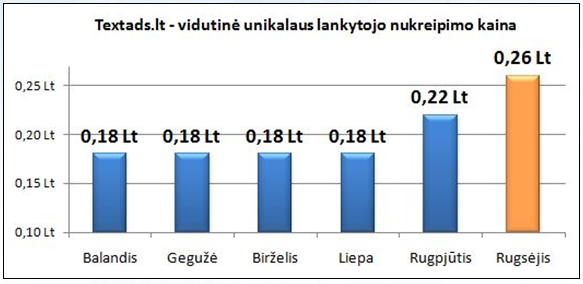 Textads.lt - vidutinė unikalaus lankytojo nukreipimo kaina
0,26 Lt
0,25 Lt
0,22 Lt
0,20 Lt
0,18 Lt 0,18 Lt 0,18 Lt 0,18 Lt
0,15 Lt
0,10 Lt
Balandis Gegužė Birželis Liepa Rugpjūtis Rugsėjis